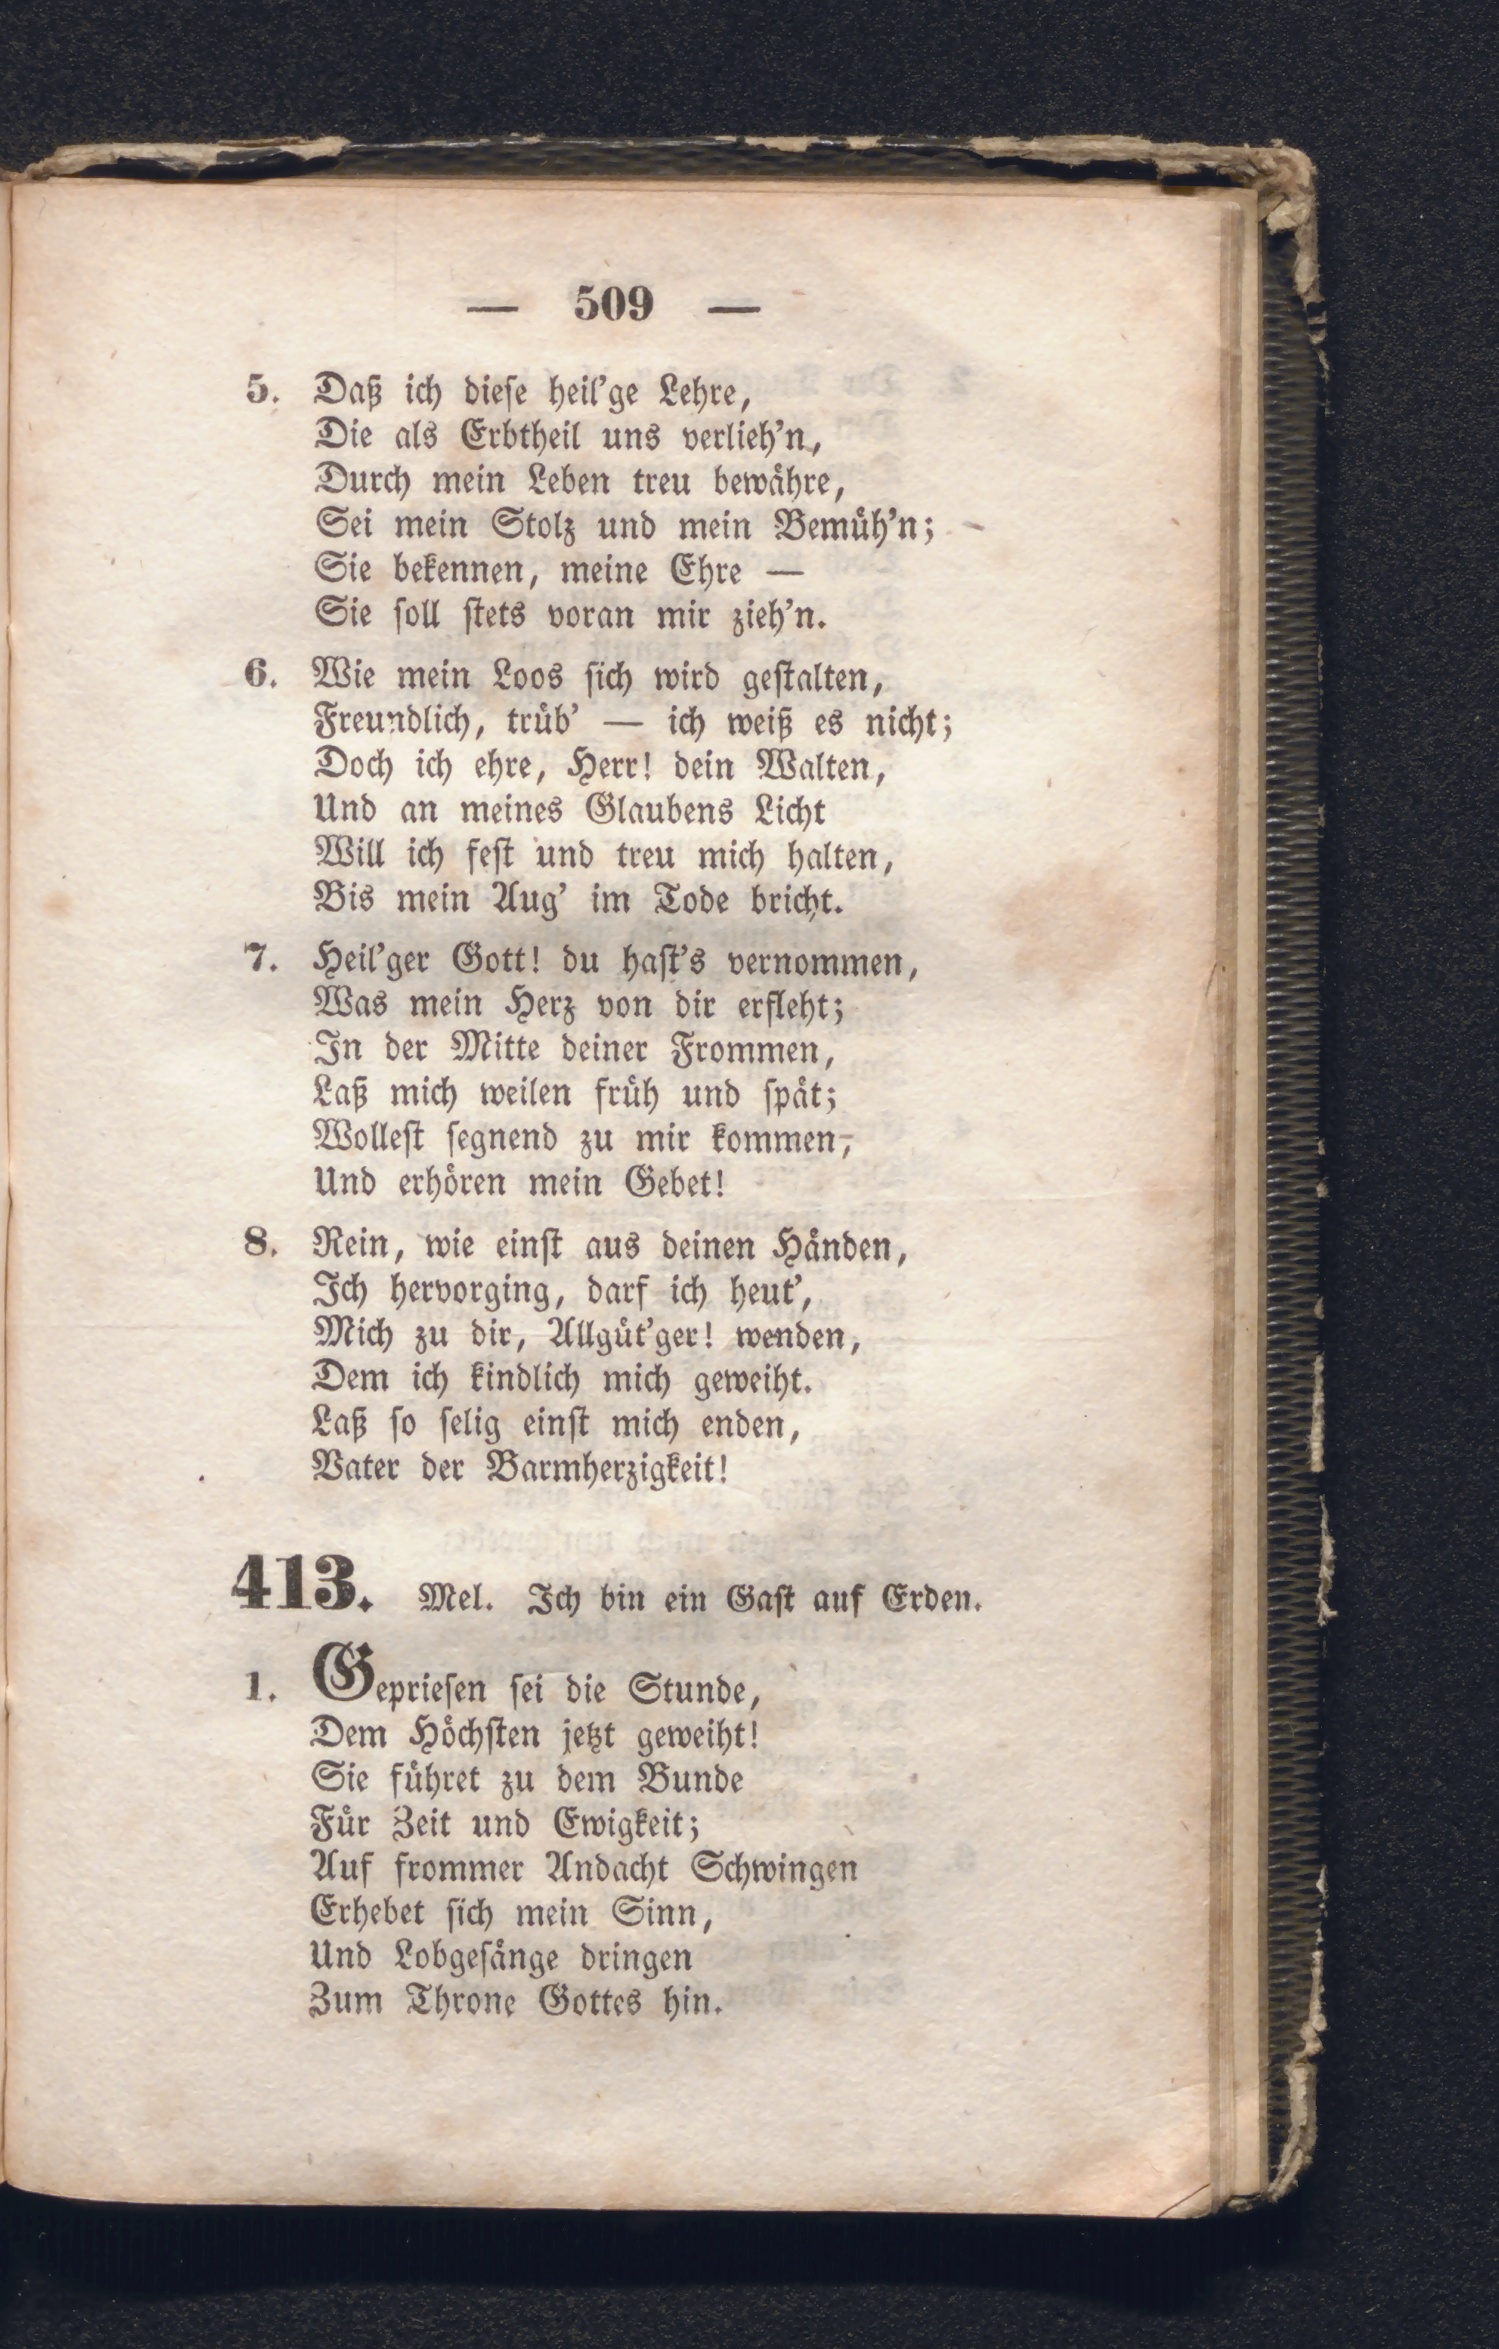 — 509 —
5. Daß ich diese heil'ge Lehre,
Die als Erbtheil uns verlieh'n,
Durch mein Leben treu bewähre,
Sei mein Stolz und mein Bemüh'n;
Sie bekennen, meine Ehre —
Sie soll stets voran mir zieh'n.
6. Wie mein Loos sich wird gestalten,
Freundlich, trüb' — ich weiß es nicht;
Doch ich ehre, Herr! dein Walten,
Und an meines Glaubens Licht
Will ich fest und treu mich halten,
Bis mein Aug' im Tode bricht.
7. Heil'ger Gott! du hast's vernommen,
Was mein Herz von dir erfleht;
In der Mitte deiner Frommen,
Laß mich weilen früh und spät;
Wollest segnend zu mir kommen,
Und erhören mein Gebet!
8. Rein, wie einst aus deinen Händen,
Ich hervorging, darf ich heut',
Mich zu dir, Allgüt'ger! wenden,
Dem ich kindlich mich geweiht.
Laß so selig einst mich enden,
Vater der Barmherzigkeit!
413. Mel. Ich bin ein Gast auf Erden.
1. Gepriesen sei die Stunde,
Dem Höchsten jetzt geweiht!
Sie führet zu dem Bunde
Für Zeit und Ewigkeit;
Auf frommer Andacht Schwingen
Erhebet sich mein Sinn,
Und Lobgesänge dringen
Zum Throne Gottes hin.